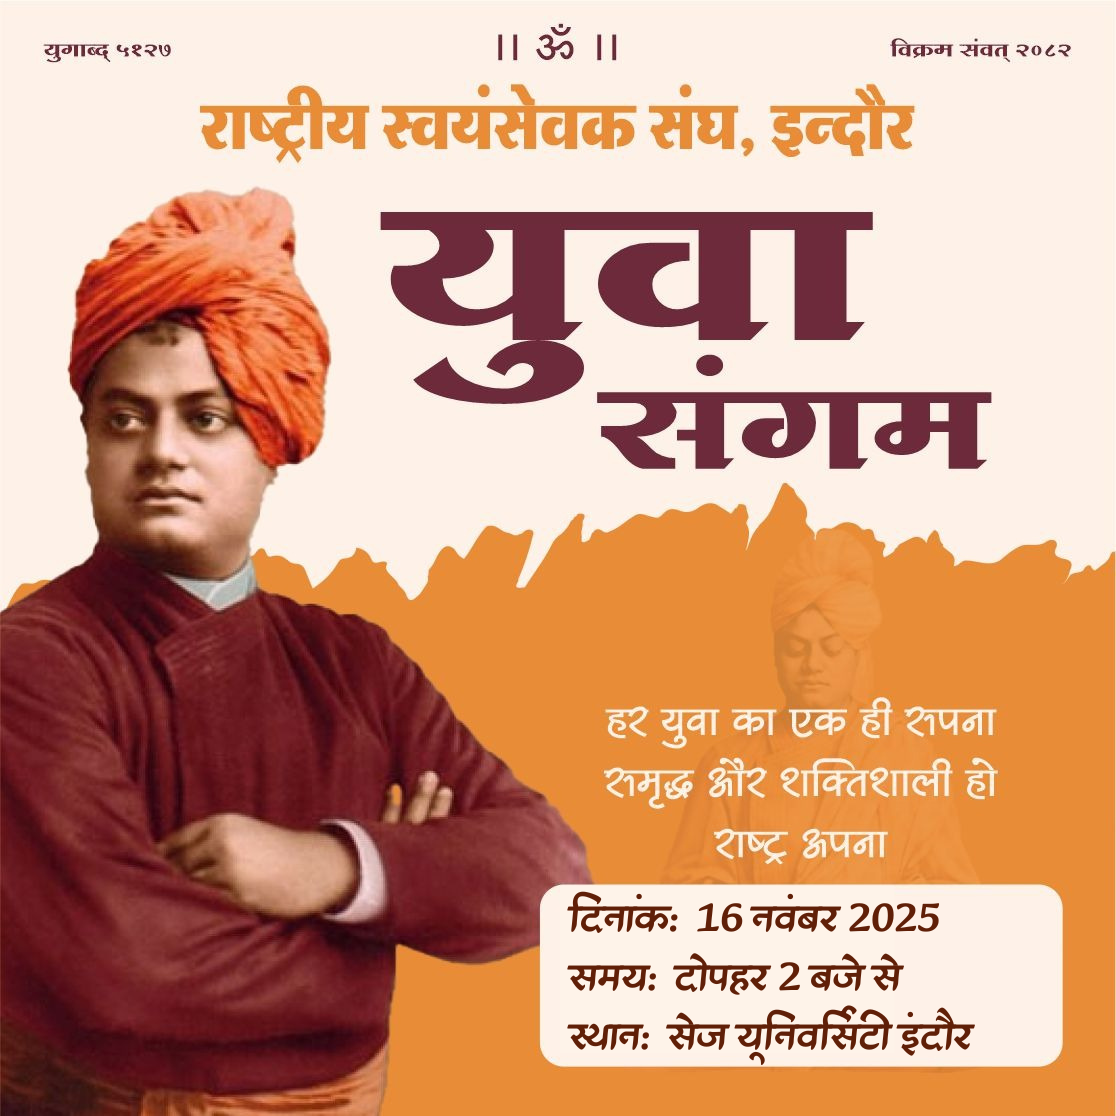 युगाब्द् ५१२७
।। ॐ ।।
विक्रम संवत् २०८२
राष्ट्रीय स्वयंसेवक संघ, इन्दौर
युवा
संगम
हर युवा का एक ही सपना
समृद्ध और शक्तिशाली हो
राष्ट्र अपना
दिनांक: 16 नवंबर 2025
समय: दोपहर 2 बजे से
स्थान: सेज यूनिवर्सिटी इंदौर